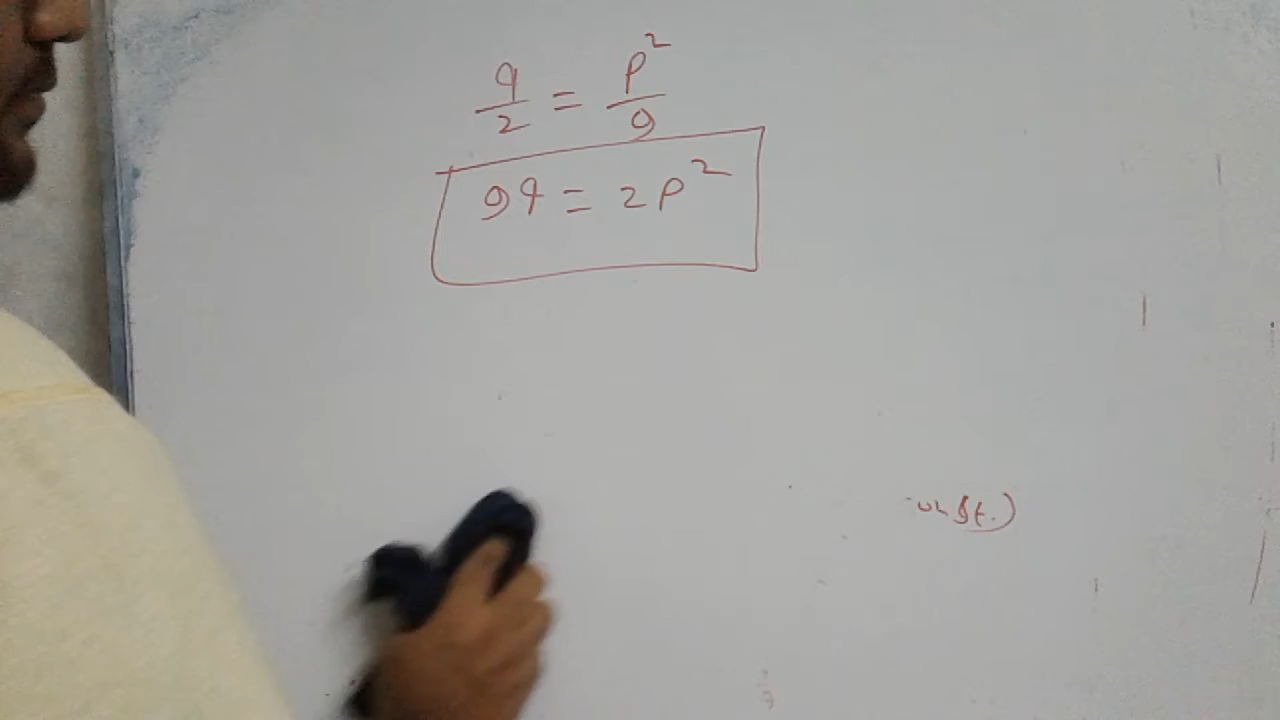 q/2 = p²/9
9q = 2p²